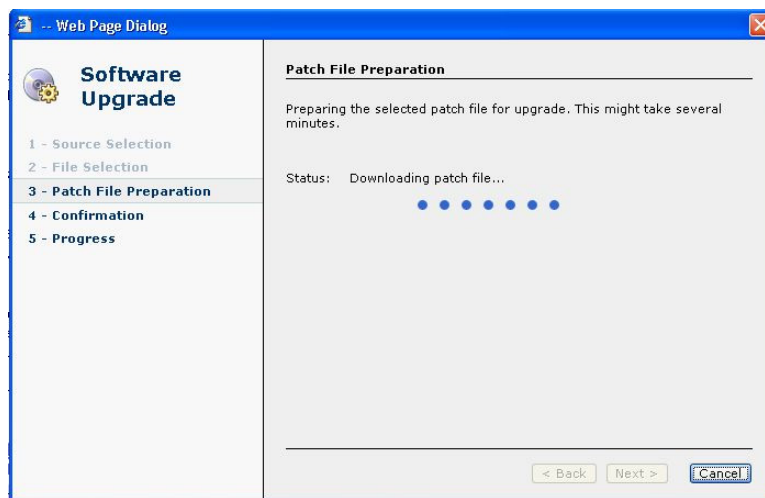 -- Web Page Dialog
Software
Upgrade
1 - Source Selection
2 - File Selection
3 - Patch File Preparation
4 - Confirmation
5 - Progress
Patch File Preparation
Preparing the selected patch file for upgrade. This might take several
minutes.
Status: Downloading patch file...
< Back
Next >
Cancel